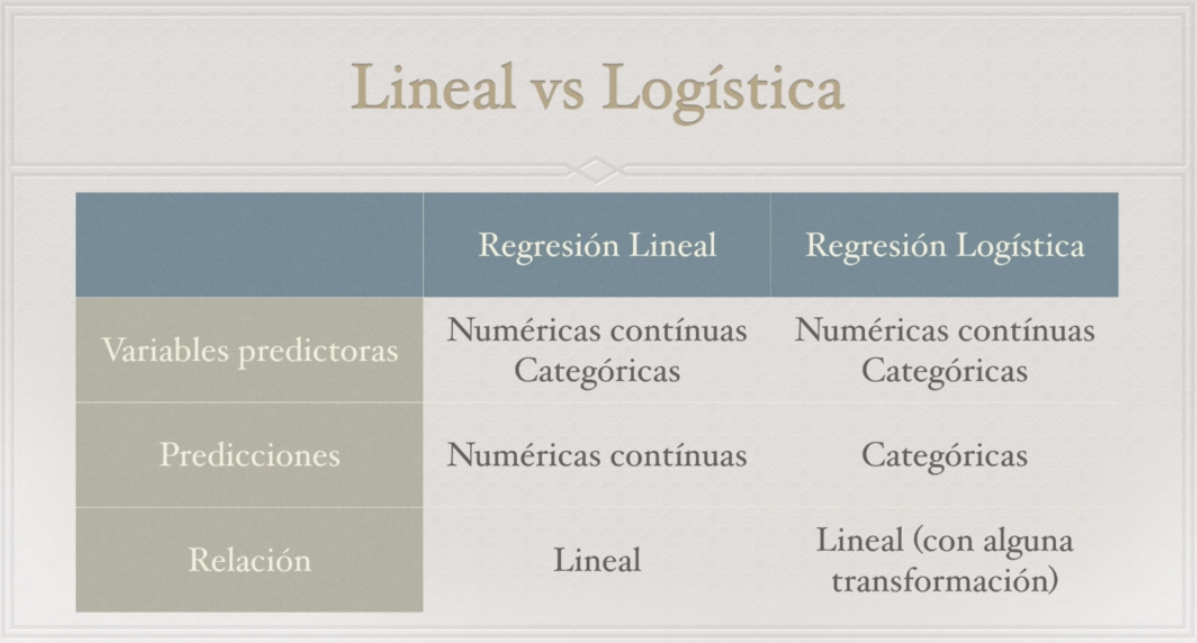 Lineal vs Logística
Regresión Lineal Regresión Logística
Variables predictoras
Numéricas contínuas
Categóricas
Numéricas contínuas
Categóricas
Predicciones
Numéricas contínuas
Categóricas
Relación
Lineal
Lineal (con alguna
transformación)